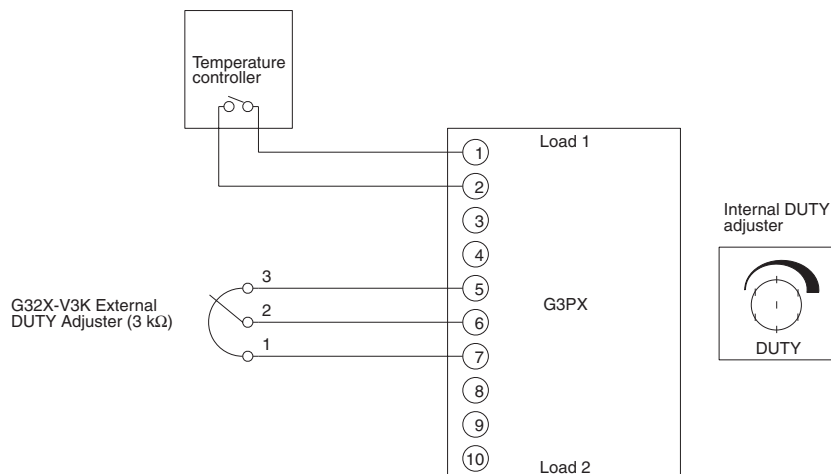 Temperature
controller
Load 1
1
2
3
4
Internal DUTY
adjuster
3
5
G32X-V3K External
DUTY Adjuster (3 kΩ)
2
6
G3PX
1
7
DUTY
8
9
10
Load 2